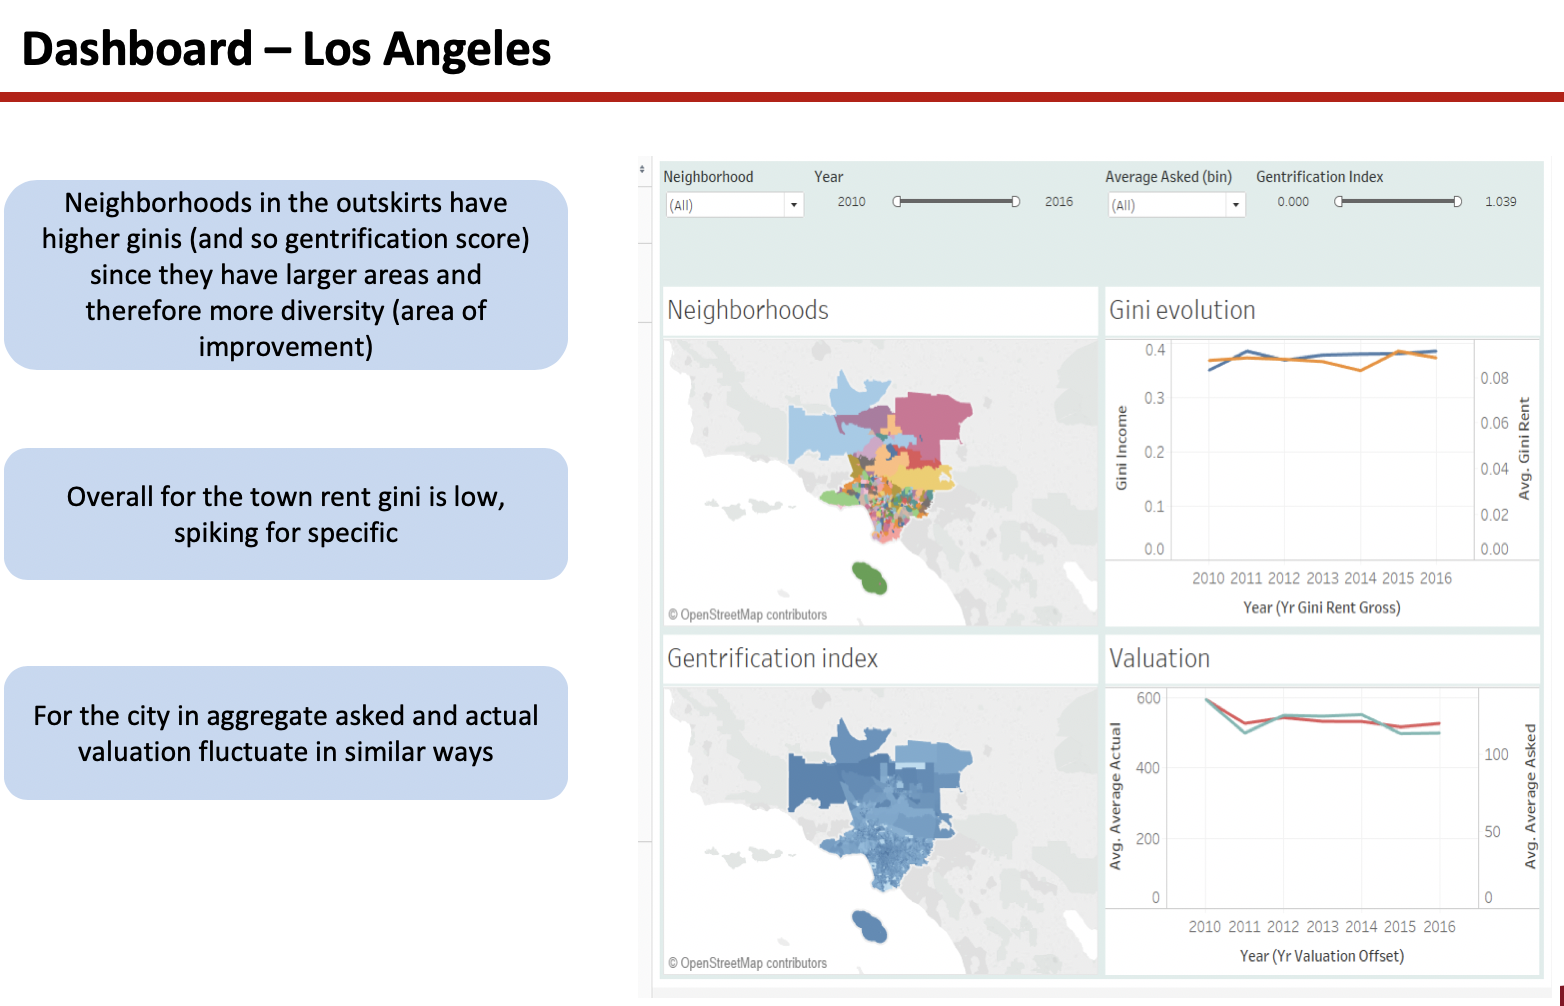 Dashboard – Los Angeles
Neighborhoods in the outskirts have
higher ginis (and so gentrification score)
since they have larger areas and
therefore more diversity (area of
improvement)
Overall for the town rent gini is low,
spiking for specific
For the city in aggregate asked and actual
valuation fluctuate in similar ways
Neighborhood
(All)
Year
2010
2016
Average Asked (bin)
(All)
Gentrification Index
0.000
1.039
Neighborhoods
© OpenStreetMap contributors
Gini evolution
Gini Income
0.4
0.3
0.2
0.1
0.0
0.08
0.06
0.04
0.02
0.00
Avg. Gini Rent
2010 2011 2012 2013 2014 2015 2016
Year (Yr Gini Rent Gross)
Gentrification index
© OpenStreetMap contributors
Valuation
Avg. Average Actual
600
400
200
0
100
50
0
Avg. Average Asked
2010 2011 2012 2013 2014 2015 2016
Year (Yr Valuation Offset)